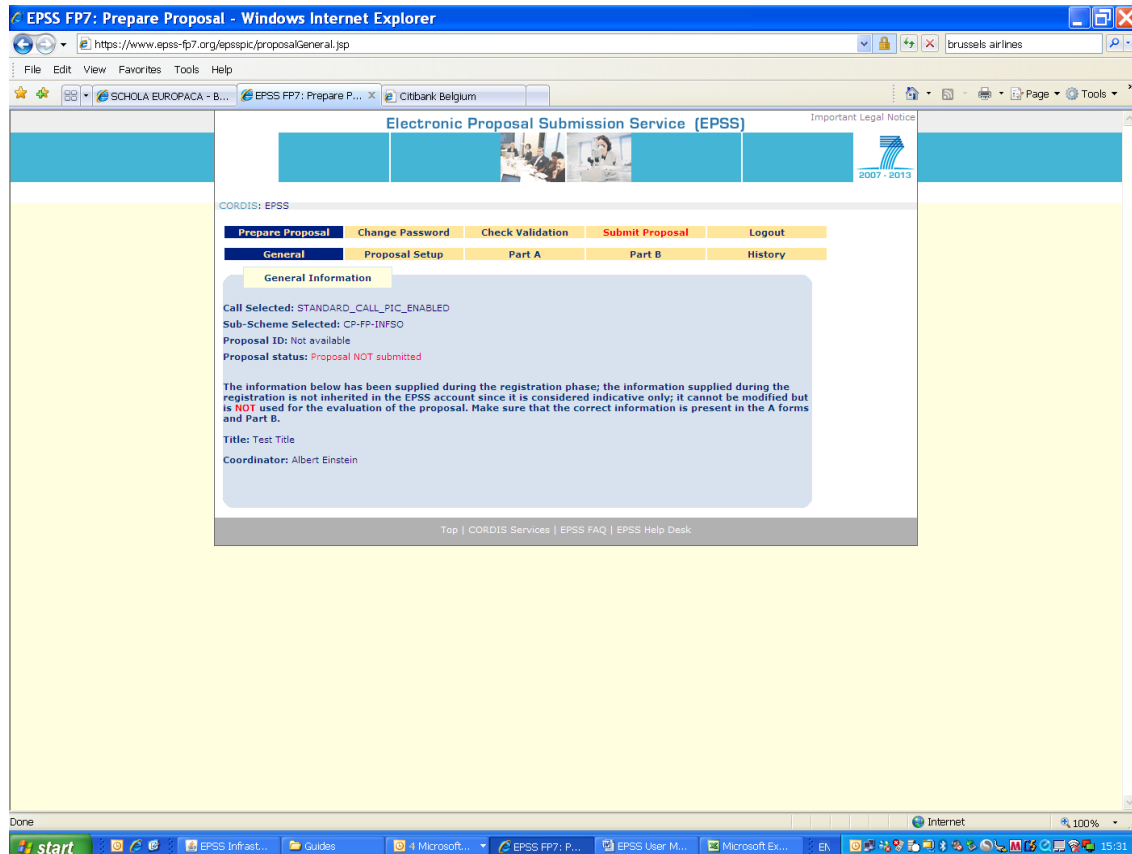 EPSS FP7: Prepare Proposal - Windows Internet Explorer
https://www.epss-fp7.org/epsspic/proposalGeneral.jsp
brussels airlines
File Edit View Favorites Tools Help
SCHOLA EUROPACA - B... EPSS FP7: Prepare P... Citibank Belgium Page Tools
Electronic Proposal Submission Service (EPSS) Important Legal Notice
2007 - 2013
CORDIS: EPSS
Prepare Proposal Change Password Check Validation Submit Proposal Logout
General Proposal Setup Part A Part B History
General Information
Call Selected: STANDARD_CALL_PIC_ENABLED
Sub-Scheme Selected: CP-FP-INFSO
Proposal ID: Not available
Proposal status: Proposal NOT submitted
The information below has been supplied during the registration phase; the information supplied during the
registration is not inherited in the EPSS account since it is considered indicative only; it cannot be modified but
is NOT used for the evaluation of the proposal. Make sure that the correct information is present in the A forms
and Part B.
Title: Test Title
Coordinator: Albert Einstein
Top | CORDIS Services | EPSS FAQ | EPSS Help Desk
Done Internet 100%
start EPSS Infrast... Guides 4 Microsoft... EPSS FP7: P... EPSS User M... Microsoft Ex... EN 15:31